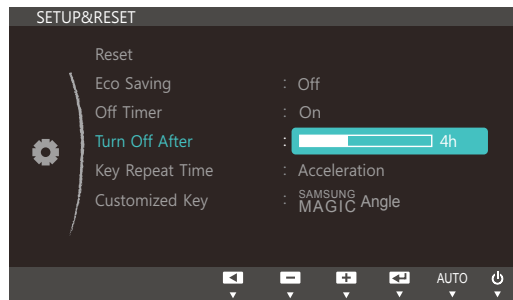 SETUP&RESET
Reset
Eco Saving : Off
Off Timer : On
Turn Off After : 4h
Key Repeat Time : Acceleration
Customized Key : SAMSUNG MAGIC Angle
AUTO